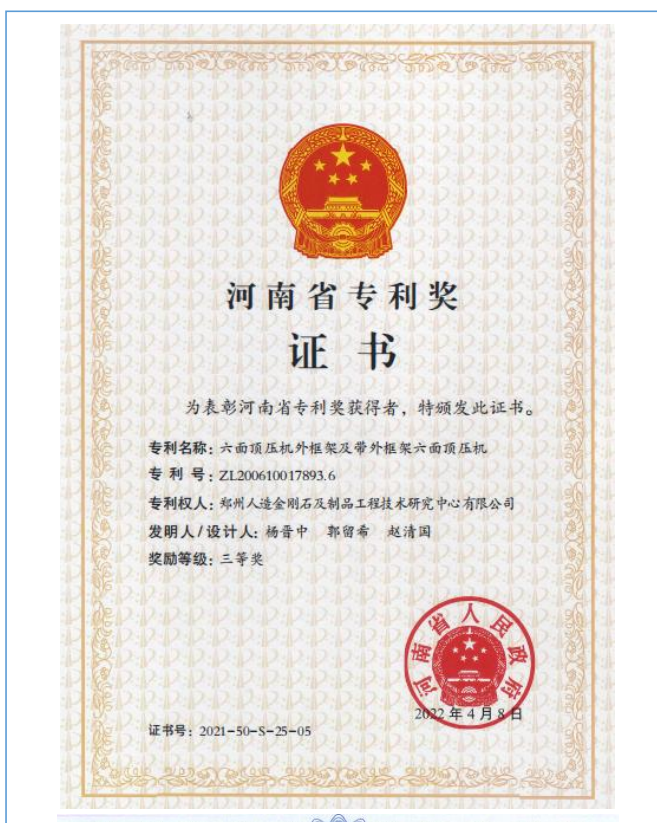 河南省专利奖
证书
为表彰河南省专利奖获得者，特颁发此证书。
专利名称：六面顶压机外框架及带外框架六面顶压机
专 利 号：ZL200610017893.6
专利权人：郑州人造金刚石及制品工程技术研究中心有限公司
发明人/设计人：杨晋中 郭留希 赵清国
奖励等级：三等奖
河南省人民政府
2022 年 4 月 8 日
证书号：2021-50-S-25-05